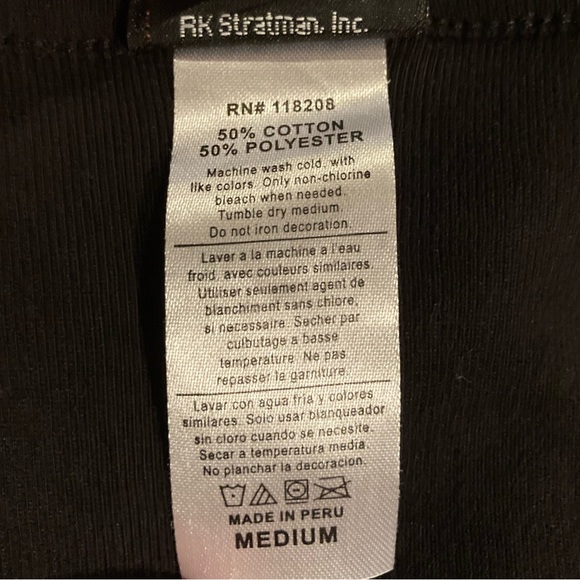 RK Stratman, Inc.
RN# 118208
50% COTTON
50% POLYESTER
Machine wash cold, with
like colors. Only non-chlorine
bleach when needed.
Tumble dry medium.
Do not iron decoration.
Laver a la machine a l'eau
froid, avec couleurs similaires.
Utiliser seulement agent de
blanchiment sans chlore,
si necessaire. Secher par
culbutage a basse
temperature. Ne pas
repasser la garniture.
Lavar con agua fria y colores
similares. Solo usar blanqueador
sin cloro cuando se necesite.
Secar a temperatura media.
No planchar la decoracion.
MADE IN PERU
MEDIUM